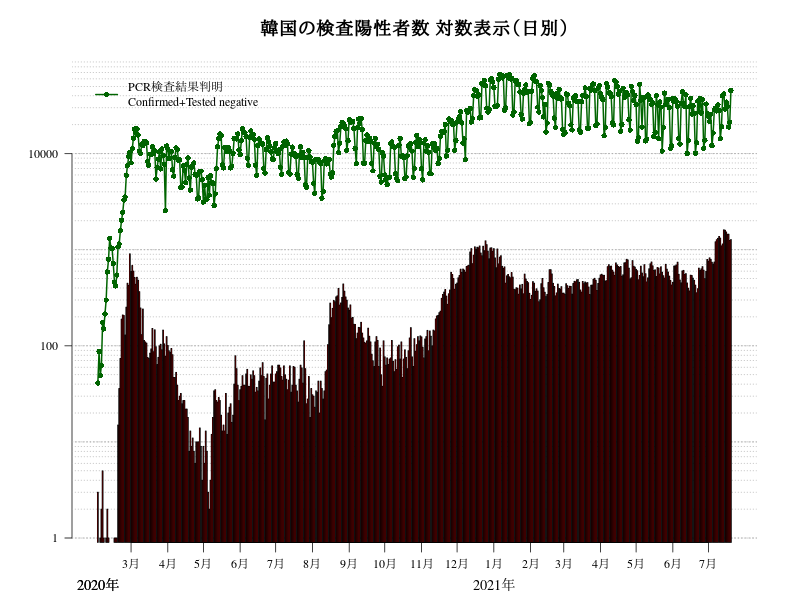 韓国の検査陽性者数 対数表示(日別)
PCR検査結果判明
Confirmed+Tested negative
10000
100
1
3月 4月 5月 6月 7月 8月 9月 10月 11月 12月 1月 2月 3月 4月 5月 6月 7月
2020年 2021年